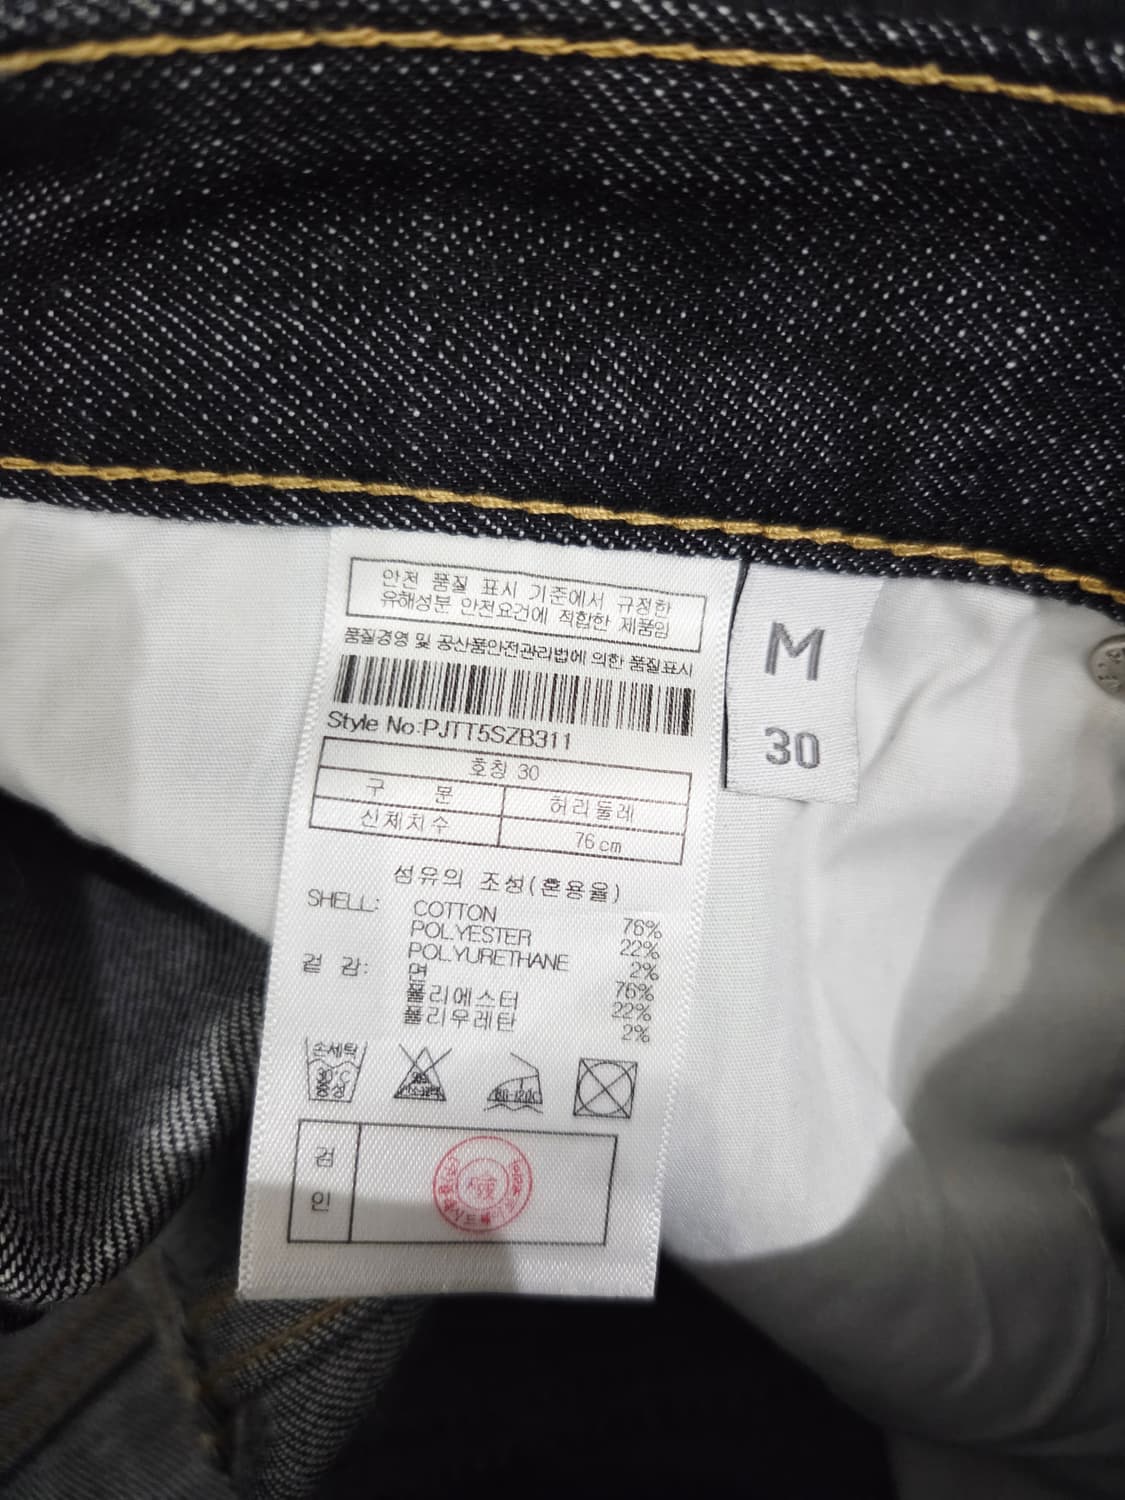 안전 품질 표시 기준에서 규정한
유해성분 안전요건에 적합한 제품임
품질경영 및 공산품안전관리법에 의한 품질표시
Style No:PJTT5SZB311
호칭 30
구 문 허리둘레
신체치수 76cm
섬유의 조성(혼용율)
SHELL: COTTON 76%
POLYESTER 22%
POLYURETHANE 2%
겉 감: 면 76%
폴리에스터 22%
폴리우레탄 2%
손세탁
중성
검
인
M
30